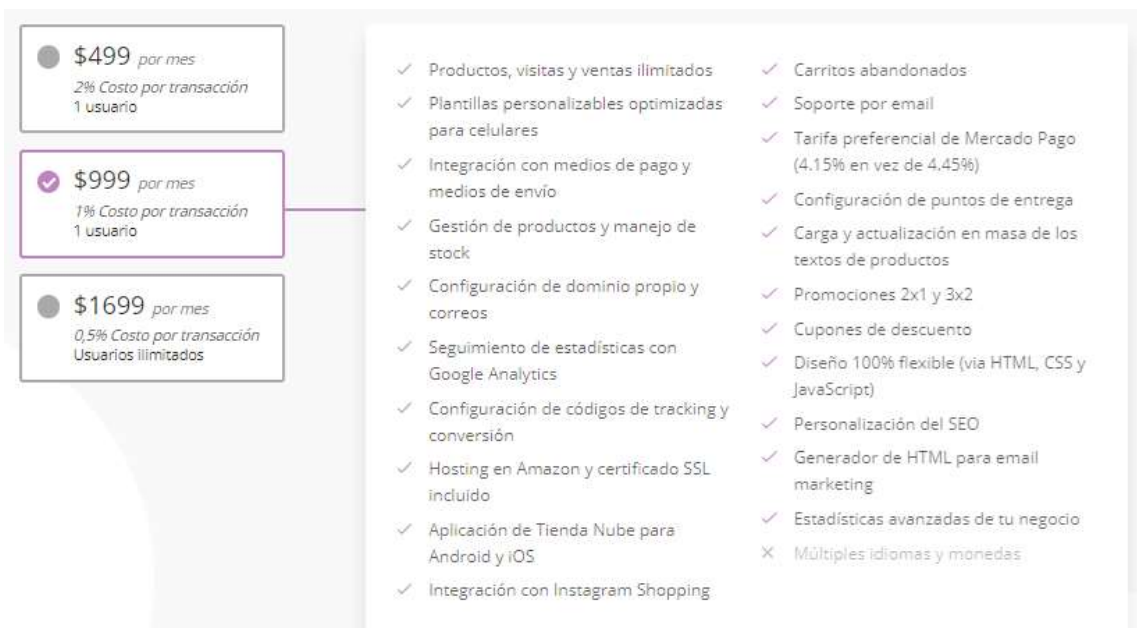 $499 por mes
2% Costo por transacción
1 usuario
$999 por mes
1% Costo por transacción
1 usuario
$1699 por mes
0,5% Costo por transacción
Usuarios ilimitados
Productos, visitas y ventas ilimitados
Plantillas personalizables optimizadas
para celulares
Integración con medios de pago y
medios de envío
Gestión de productos y manejo de
stock
Configuración de dominio propio y
correos
Seguimiento de estadísticas con
Google Analytics
Configuración de códigos de tracking y
conversión
Hosting en Amazon y certificado SSL
incluido
Aplicación de Tienda Nube para
Android y iOS
Integración con Instagram Shopping
Carritos abandonados
Soporte por email
Tarifa preferencial de Mercado Pago
(4.15% en vez de 4.45%)
Configuración de puntos de entrega
Carga y actualización en masa de los
textos de productos
Promociones 2x1 y 3x2
Cupones de descuento
Diseño 100% flexible (via HTML, CSS y
JavaScript)
Personalización del SEO
Generador de HTML para email
marketing
Estadísticas avanzadas de tu negocio
Múltiples idiomas y monedas